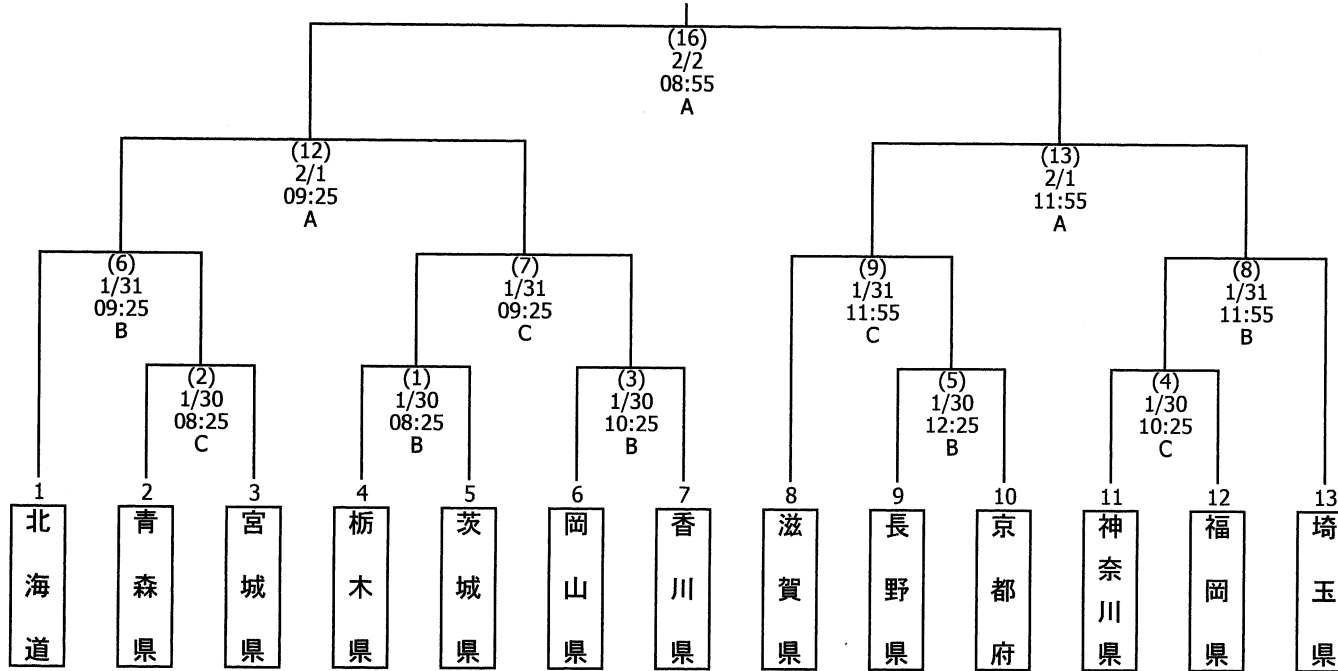 (16)
2/2
08:55
A
(12)
2/1
09:25
A
(13)
2/1
11:55
A
(6)
1/31
09:25
B
(7)
1/31
09:25
C
(9)
1/31
11:55
C
(8)
1/31
11:55
B
(2)
1/30
08:25
C
(1)
1/30
08:25
B
(3)
1/30
10:25
B
(5)
1/30
12:25
B
(4)
1/30
10:25
C
1
北海道
2
青森県
3
宮城県
4
栃木県
5
茨城県
6
岡山県
7
香川県
8
滋賀県
9
長野県
10
京都府
11
神奈川県
12
福岡県
13
埼玉県